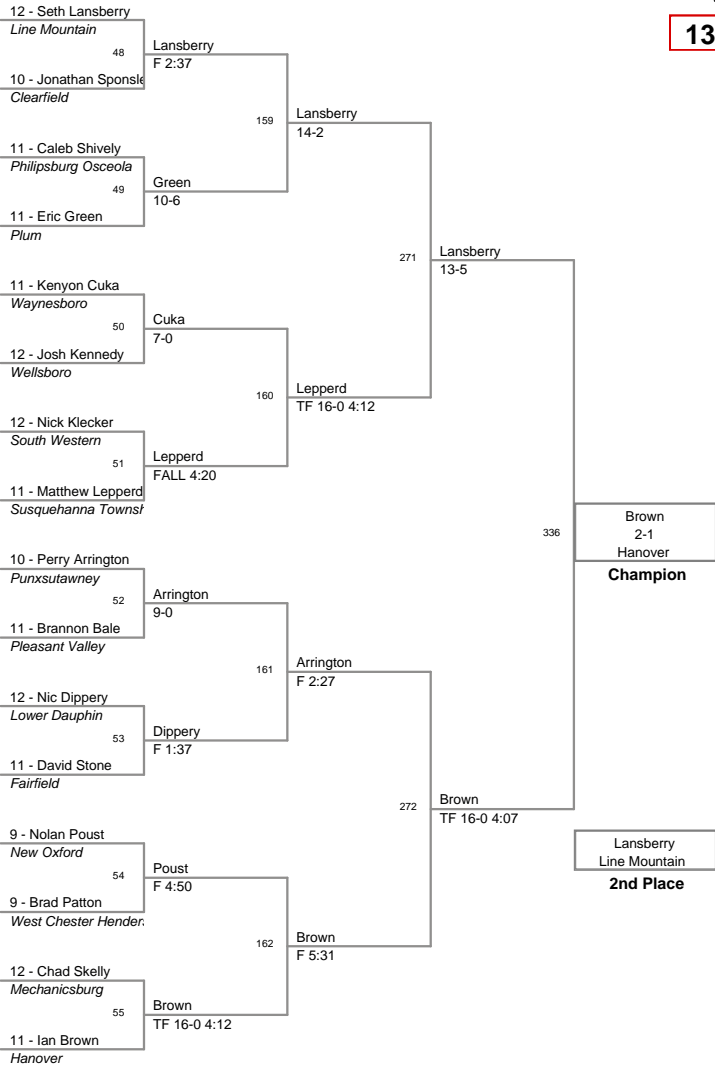 12 - Seth Lansberry
13
Line Mountain
48
Lansberry
F 2:37
10 - Jonathan Sponsle
Clearfield
159
Lansberry
14-2
11 - Caleb Shively
Philipsburg Osceola
49
Green
10-6
11 - Eric Green
Plum
271
Lansberry
13-5
11 - Kenyon Cuka
Waynesboro
50
Cuka
7-0
12 - Josh Kennedy
Wellsboro
160
Lepperd
TF 16-0 4:12
12 - Nick Klecker
South Western
51
Lepperd
FALL 4:20
11 - Matthew Lepperd
Susquehanna Townsh
336
Brown
2-1
Hanover
Champion
10 - Perry Arrington
Punxsutawney
52
Arrington
9-0
11 - Brannon Bale
Pleasant Valley
161
Arrington
F 2:27
12 - Nic Dippery
Lower Dauphin
53
Dippery
F 1:37
11 - David Stone
Fairfield
272
Brown
TF 16-0 4:07
9 - Nolan Poust
New Oxford
Lansberry
Line Mountain
2nd Place
54
Poust
F 4:50
9 - Brad Patton
West Chester Hender
162
Brown
F 5:31
12 - Chad Skelly
Mechanicsburg
55
Brown
TF 16-0 4:12
11 - Ian Brown
Hanover